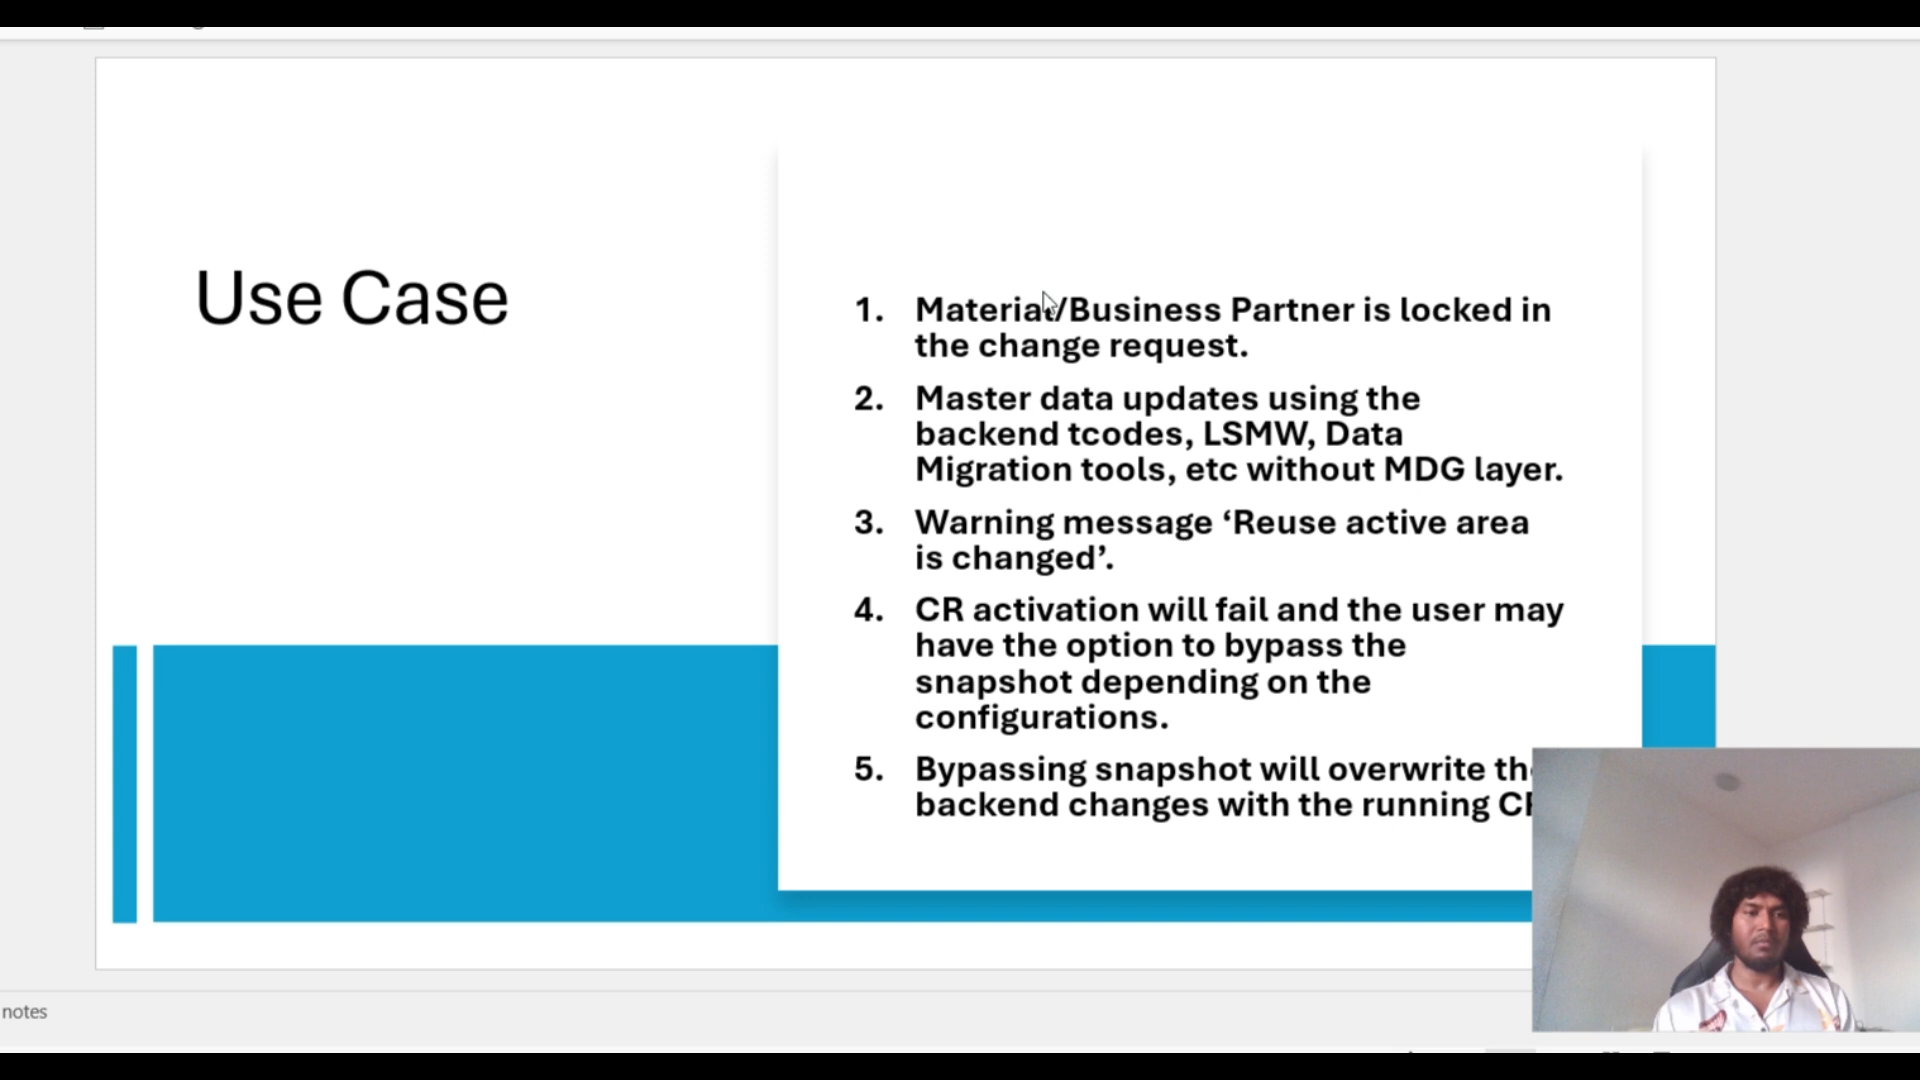 Use Case
1. Material/Business Partner is locked in
the change request.
2. Master data updates using the
backend tcodes, LSMW, Data
Migration tools, etc without MDG layer.
3. Warning message ‘Reuse active area
is changed’.
4. CR activation will fail and the user may
have the option to bypass the
snapshot depending on the
configurations.
5. Bypassing snapshot will overwrite the
backend changes with the running
notes